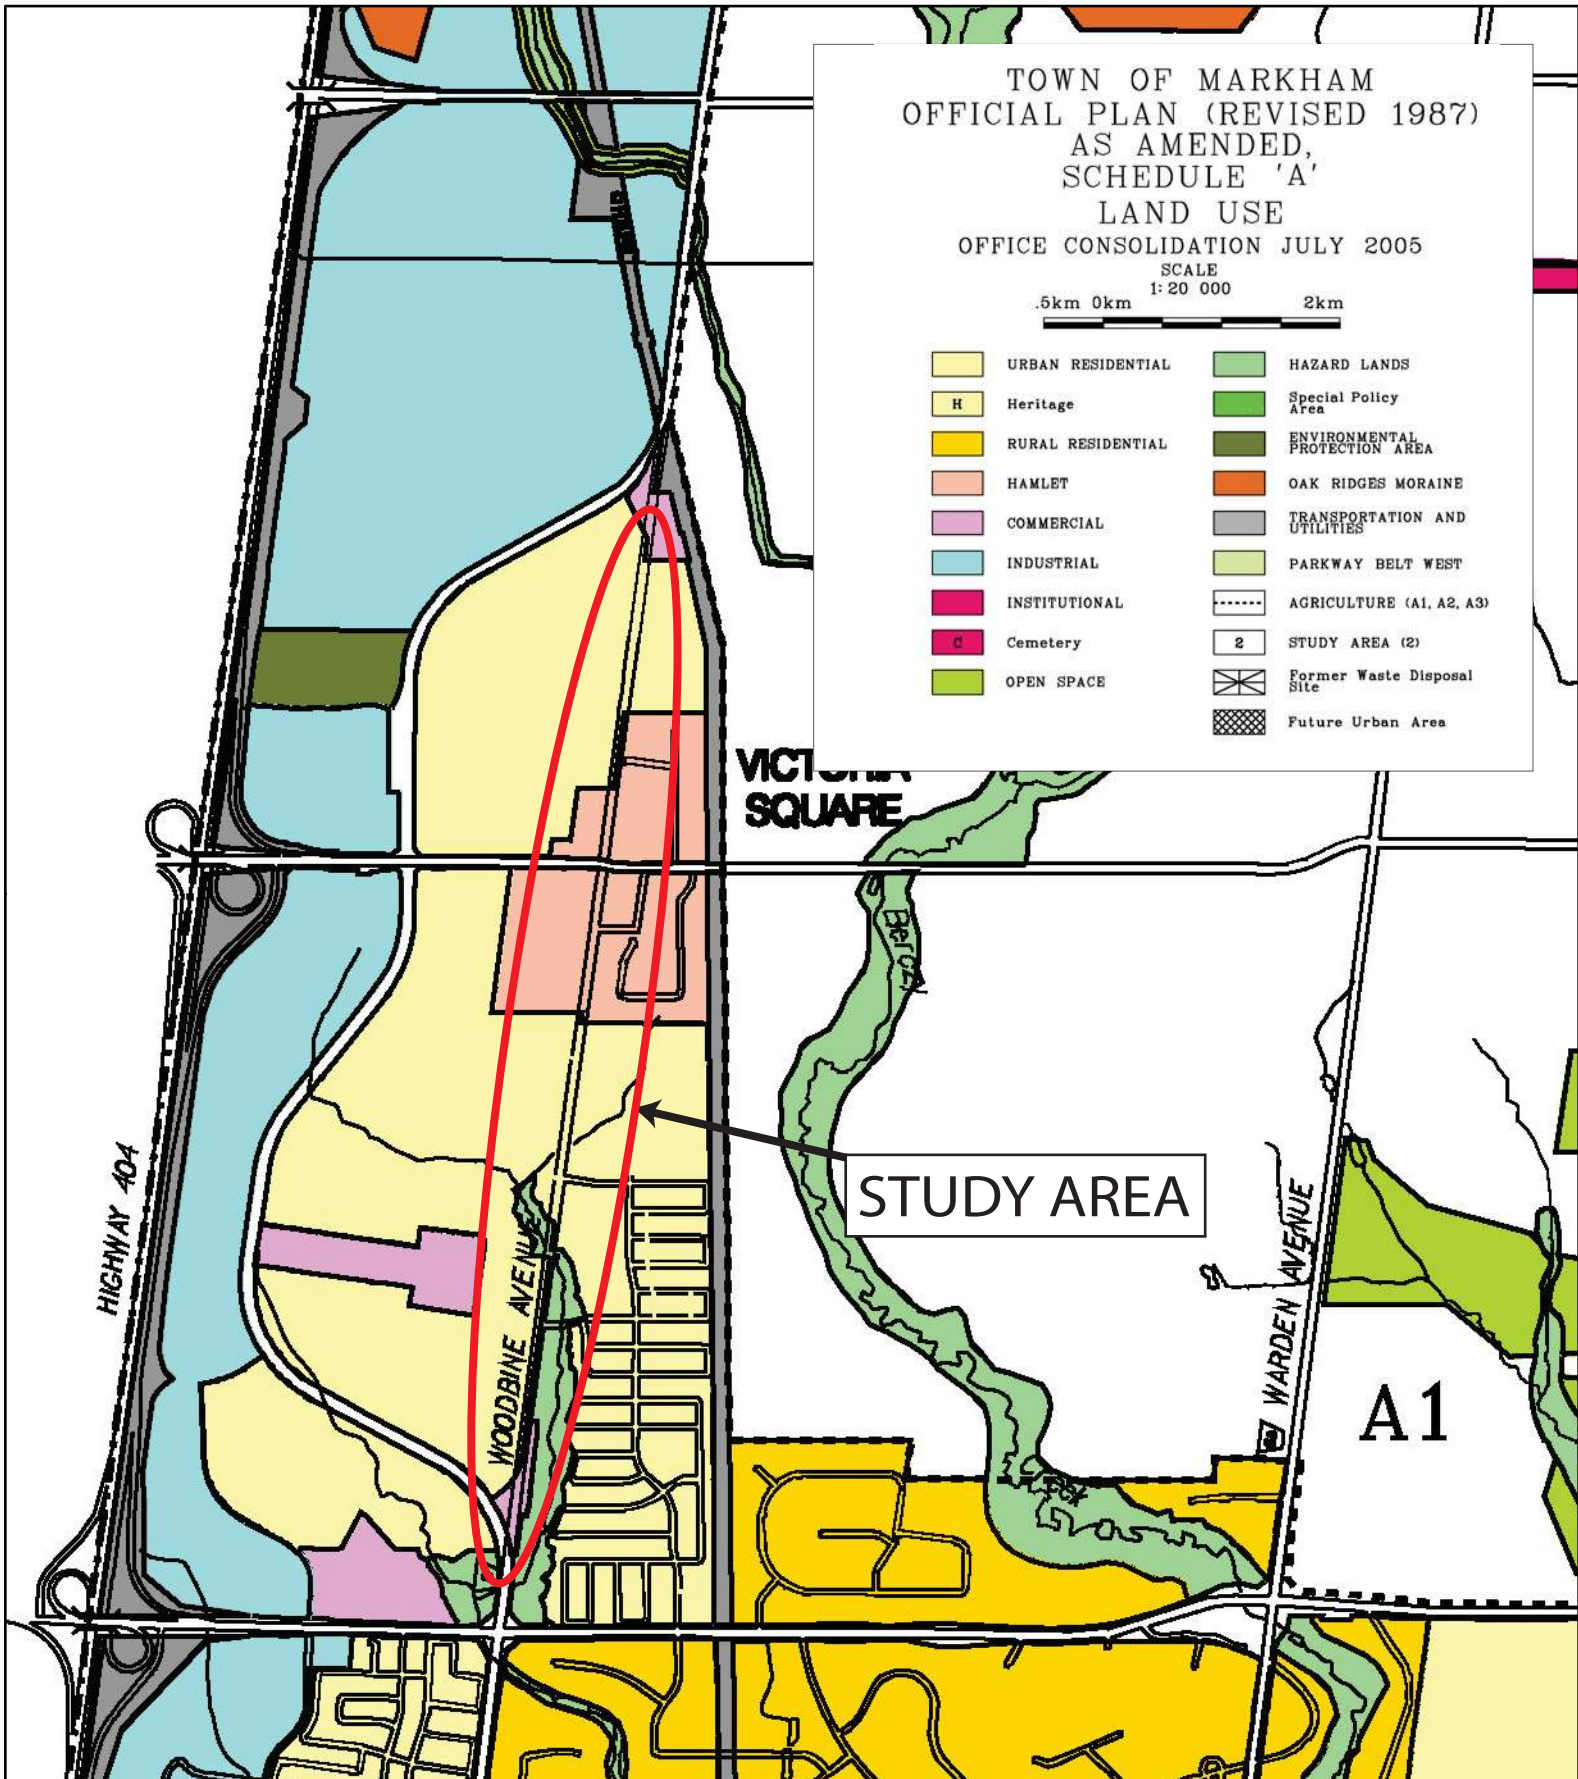 TOWN OF MARKHAM
OFFICIAL PLAN (REVISED 1987)
AS AMENDED,
SCHEDULE 'A'
LAND USE
OFFICE CONSOLIDATION JULY 2005
SCALE
1:20 000
.5km 0km 2km
URBAN RESIDENTIAL
H Heritage
RURAL RESIDENTIAL
HAMLET
COMMERCIAL
INDUSTRIAL
INSTITUTIONAL
C Cemetery
OPEN SPACE
HAZARD LANDS
Special Policy
Area
ENVIRONMENTAL
PROTECTION AREA
OAK RIDGES MORAINE
TRANSPORTATION AND
UTILITIES
PARKWAY BELT WEST
AGRICULTURE (A1, A2, A3)
2 STUDY AREA (2)
Former Waste Disposal
Site
Future Urban Area
VICTORIA
SQUARE
Berczy
STUDY AREA
HIGHWAY 404
WOODBINE AVENUE
WARDEN AVENUE
A1